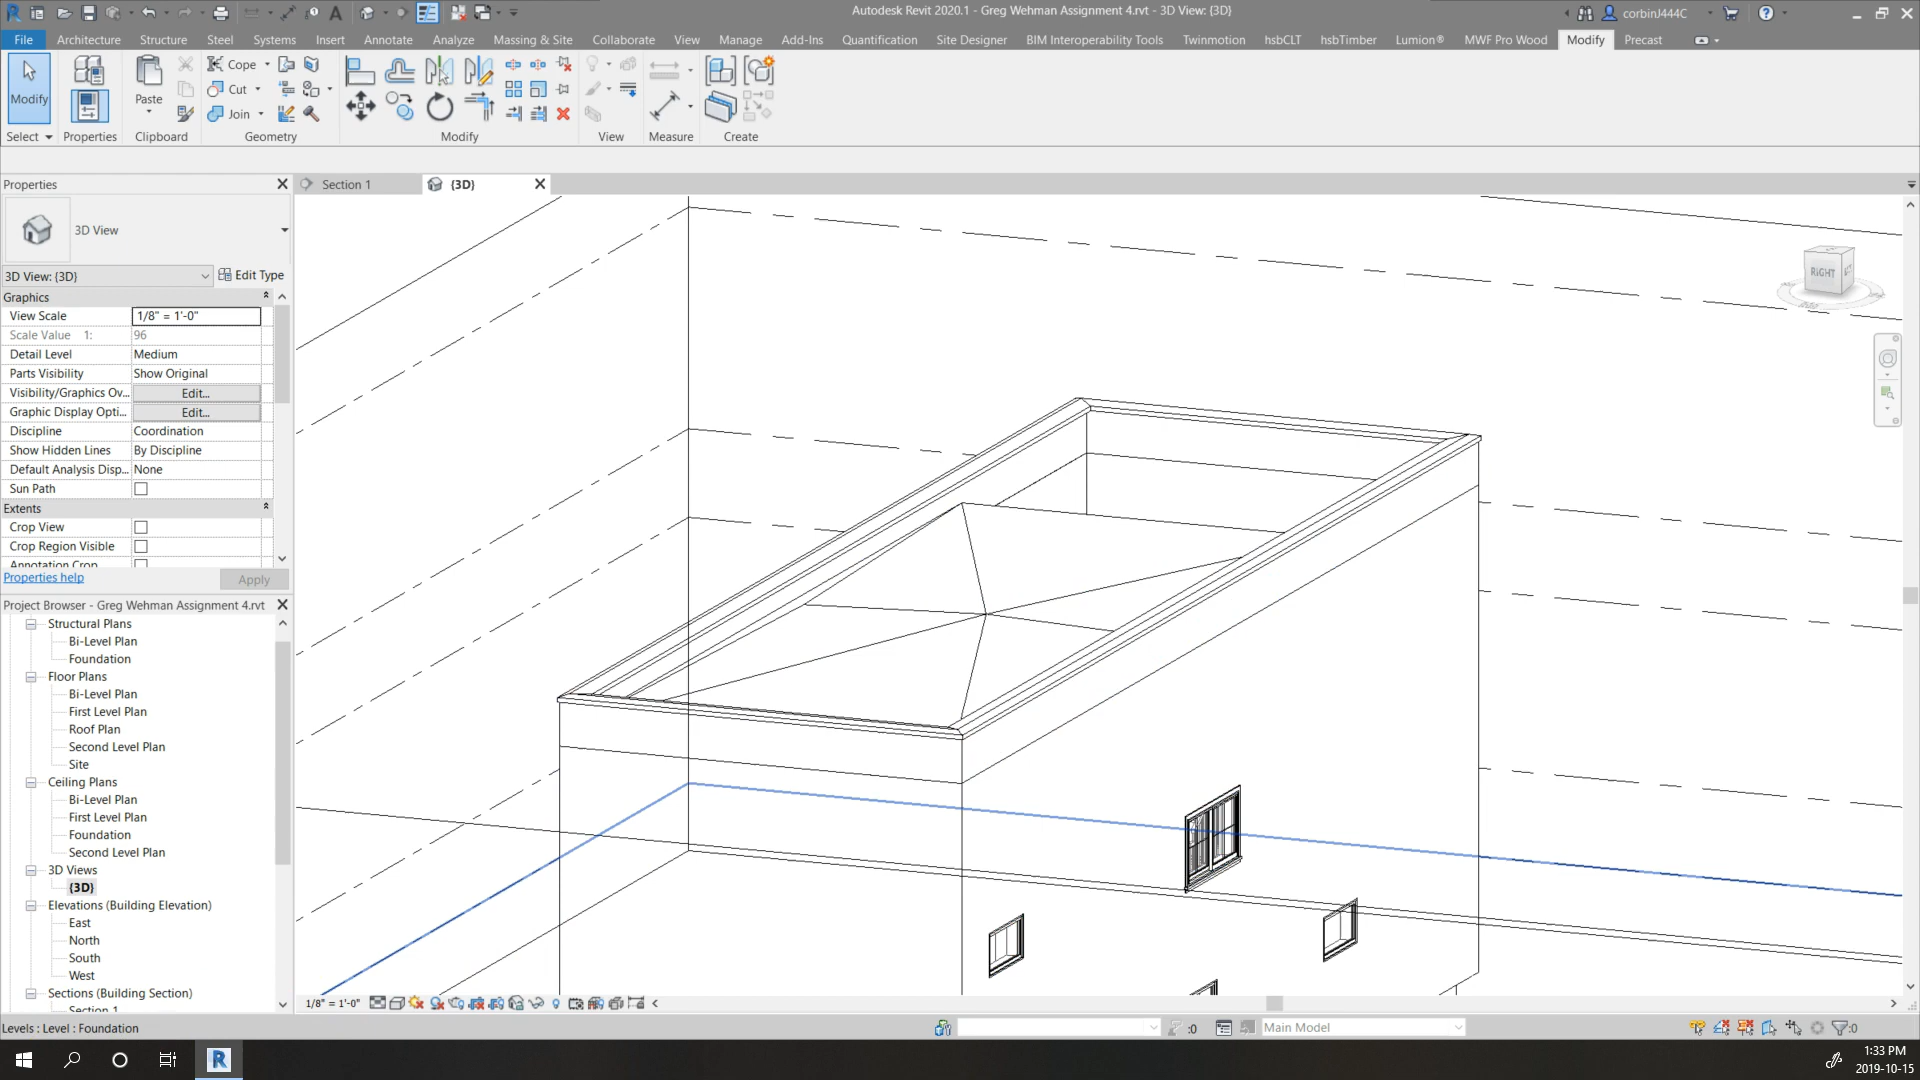 Autodesk Revit 2020.1 - Greg Wehman Assignment 4.rvt - 3D View: {3D}
corbinJ444C
File Architecture Structure Steel Systems Insert Annotate Analyze Massing & Site Collaborate View Manage Add-Ins Quantification Site Designer BIM Interoperability Tools Twinmotion hsbCLT hsbTimber Lumion® MWF Pro Wood Modify Precast
Modify
Paste
Cope
Cut
Join
Select Properties Clipboard Geometry Modify View Measure Create
Properties
Section 1
{3D}
3D View
3D View: {3D}
Edit Type
Graphics
View Scale 1/8" = 1'-0"
Scale Value 1: 96
Detail Level Medium
Parts Visibility Show Original
Visibility/Graphics Ov... Edit...
Graphic Display Opti... Edit...
Discipline Coordination
Show Hidden Lines By Discipline
Default Analysis Disp... None
Sun Path
Extents
Crop View
Crop Region Visible
Annotation Crop
Properties help
Apply
RIGHT
Project Browser - Greg Wehman Assignment 4.rvt
Structural Plans
Bi-Level Plan
Foundation
Floor Plans
Bi-Level Plan
First Level Plan
Roof Plan
Second Level Plan
Site
Ceiling Plans
Bi-Level Plan
First Level Plan
Foundation
Second Level Plan
3D Views
{3D}
Elevations (Building Elevation)
East
North
South
West
Sections (Building Section)
Section 1
1/8" = 1'-0"
Levels : Level : Foundation
:0
Main Model
:0
1:33 PM
2019-10-15